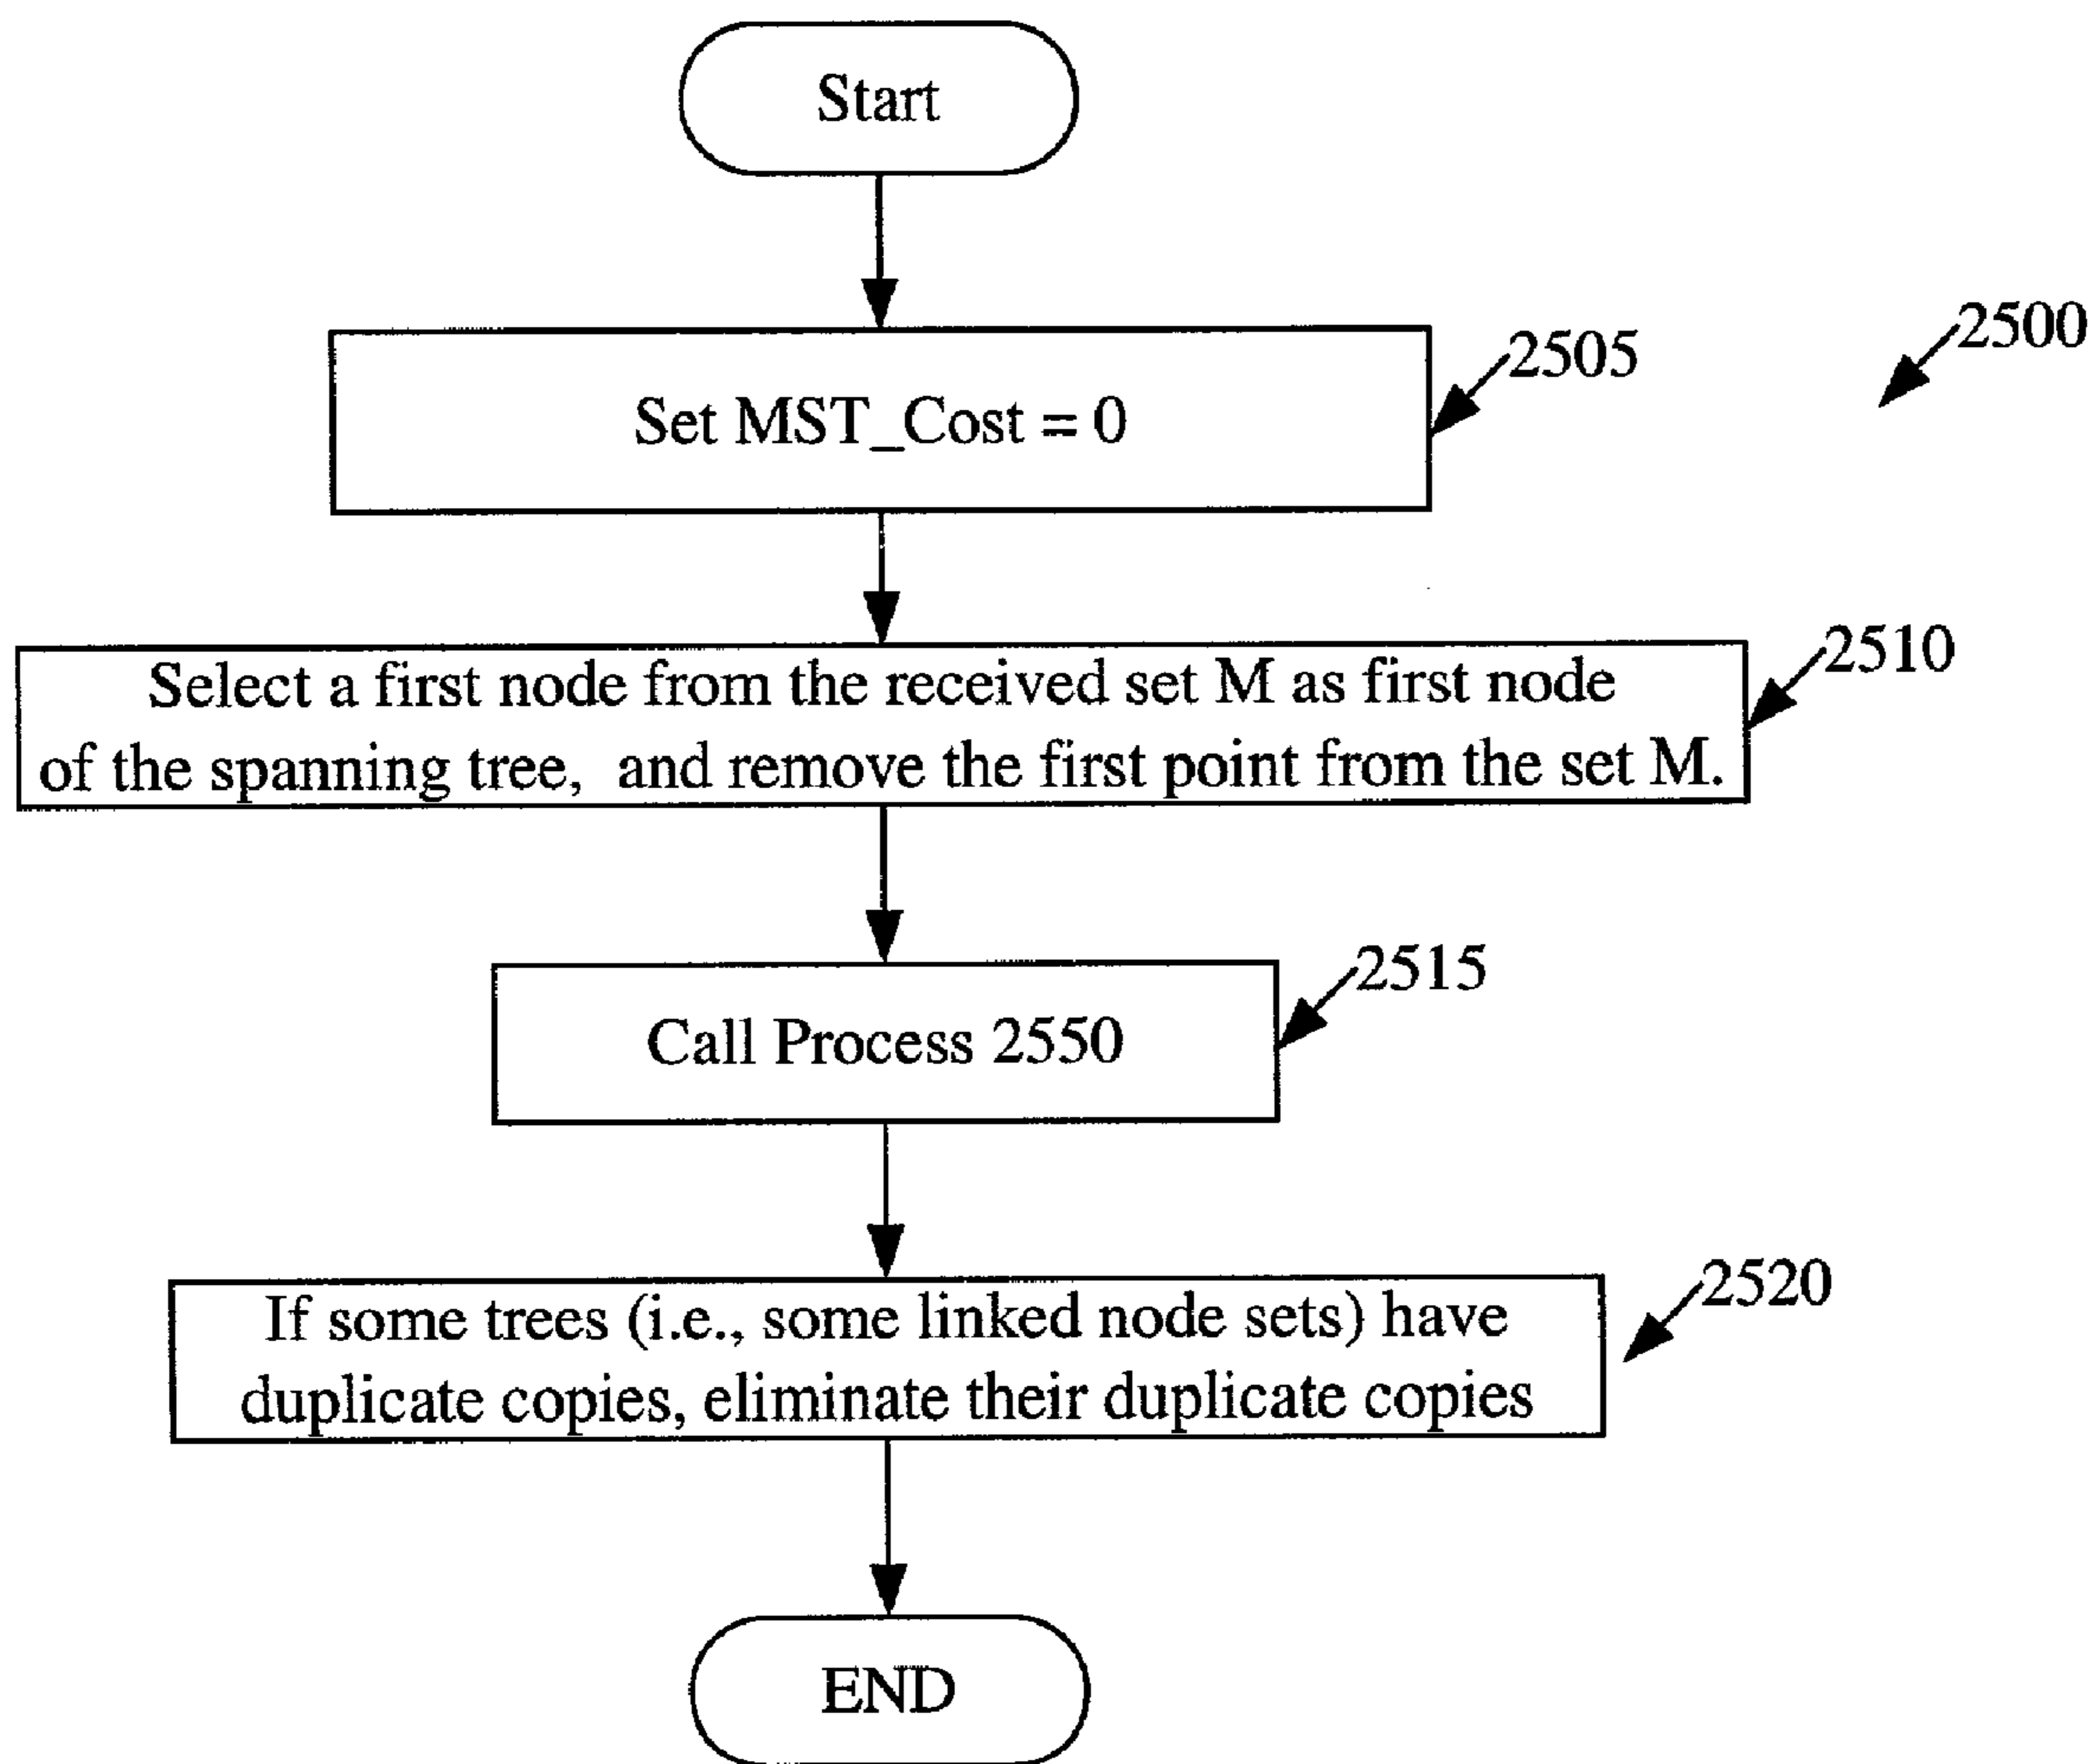 Start
2500
2505
Set MST_Cost = 0
2510
Select a first node from the received set M as first node
of the spanning tree, and remove the first point from the set M.
2515
Call Process 2550
2520
If some trees (i.e., some linked node sets) have
duplicate copies, eliminate their duplicate copies
END